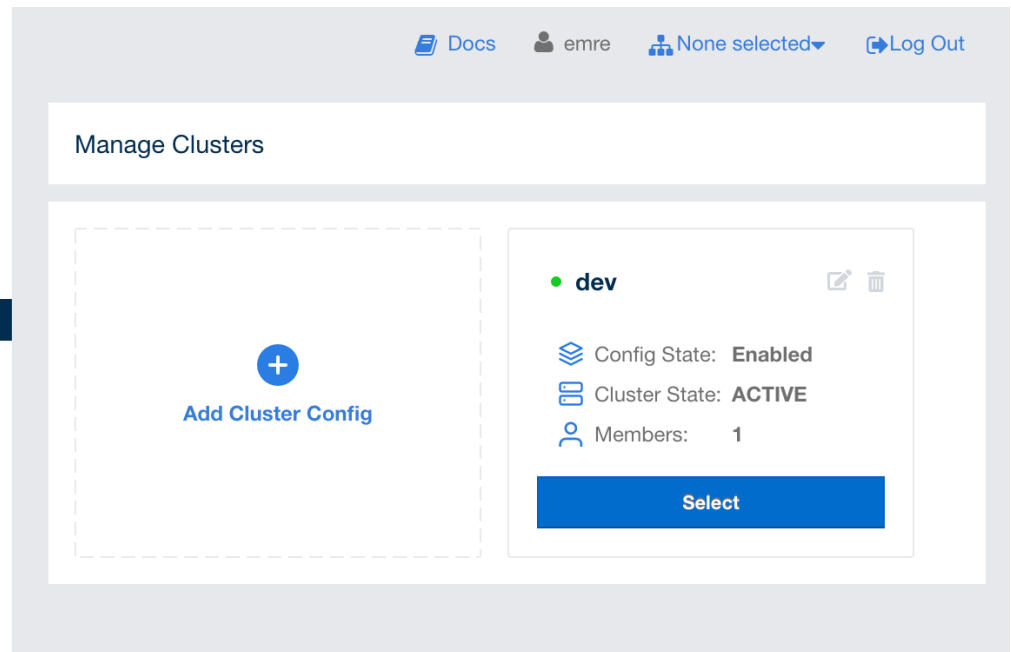 Docs emre None selected Log Out
Manage Clusters
Add Cluster Config
dev
Config State: Enabled
Cluster State: ACTIVE
Members: 1
Select